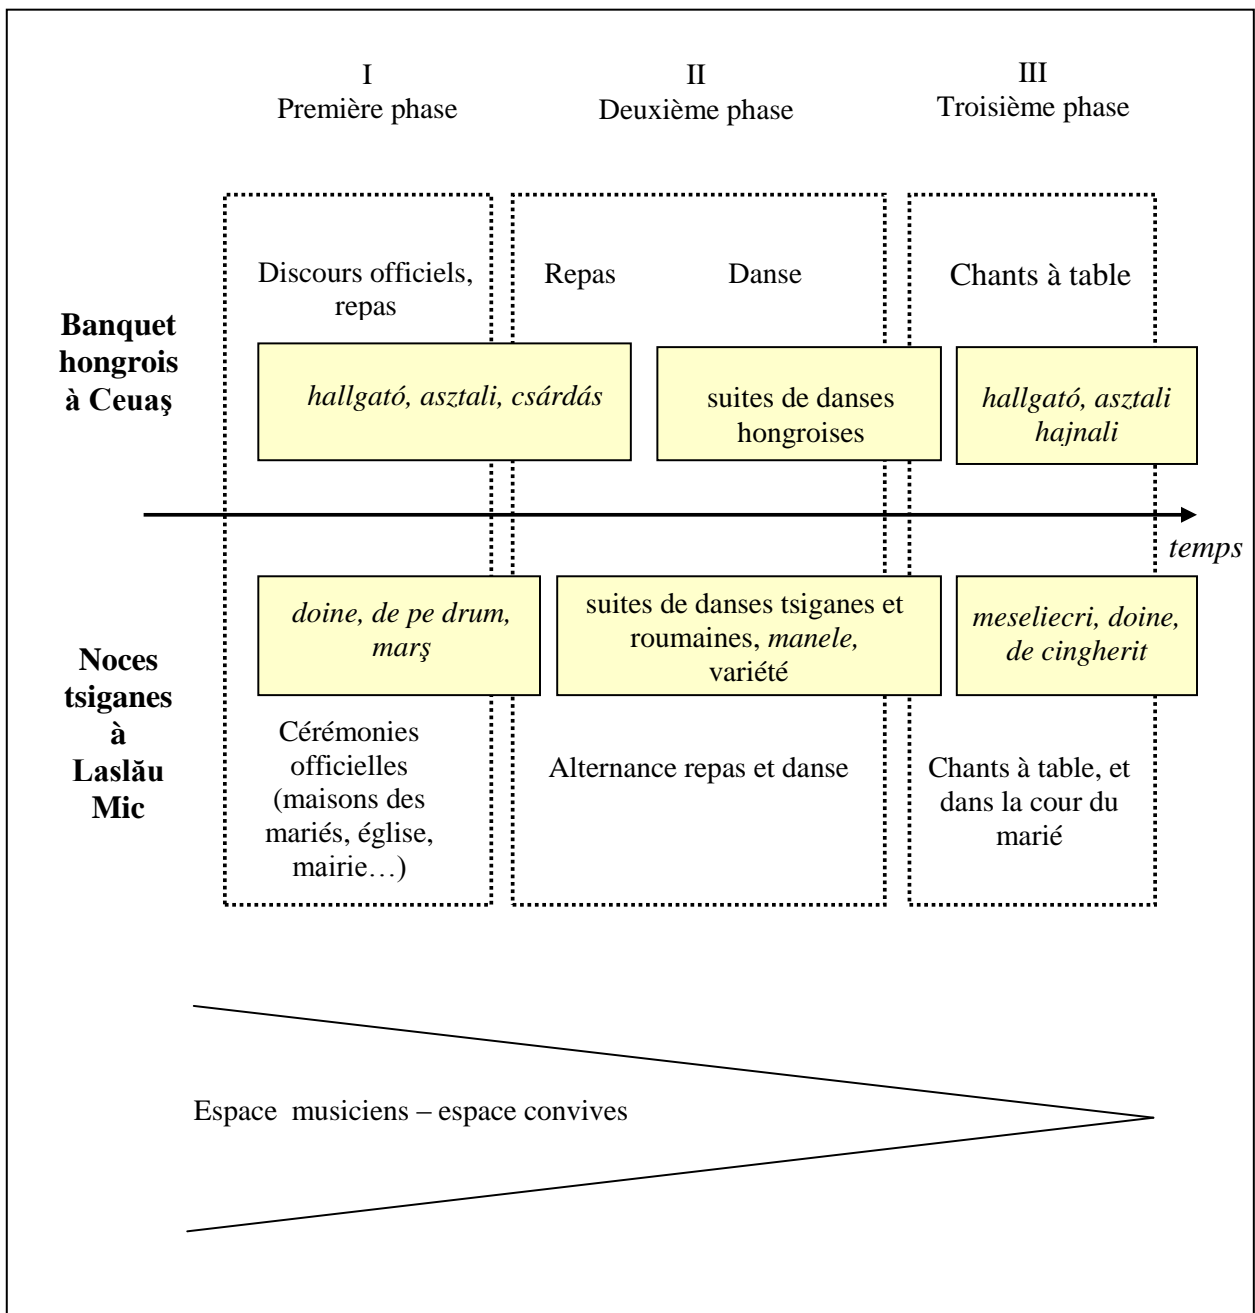 I
Première phase
II
Deuxième phase
III
Troisième phase
Banquet
hongrois
à Ceuaş
Discours officiels,
repas
Repas
Danse
Chants à table
hallgató, asztali, csárdás
suites de danses
hongroises
hallgató, asztali
hajnali
temps
Noces
tsiganes
à
Laslău
Mic
doine, de pe drum,
marş
suites de danses tsiganes et
roumaines, manele,
variété
meseliecri, doine,
de cingherit
Cérémonies
officielles
(maisons des
mariés, église,
mairie…)
Alternance repas et danse
Chants à table, et
dans la cour du
marié
Espace  musiciens – espace convives